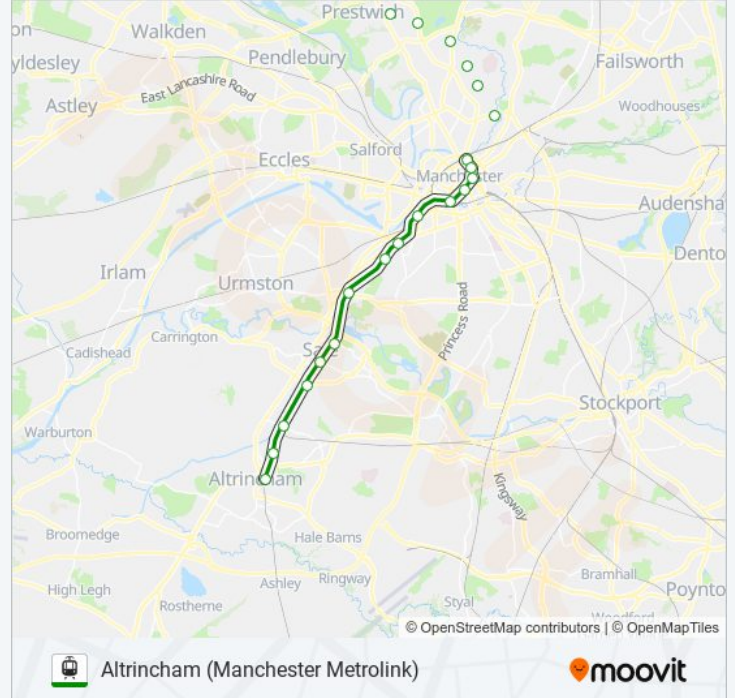 Prestwich
on
Walkden
Pendlebury
yldesley
Failsworth
East Lancashire Road
Astley
Woodhouses
Salford
Eccles
Manchester
Audensha
Dento
Irlam
Urmston
Princess Road
Carrington
Sale
Cadishead
Stockport
Warburton
Altrincham
Kingsway
Broomedge
Hale Barns
Bramhall
Ashley
Ringway
High Legh
Poynto
Rostherne
Styal
Woodford
© OpenStreetMap contributors | © OpenMapTiles
Altrincham (Manchester Metrolink)
moovit